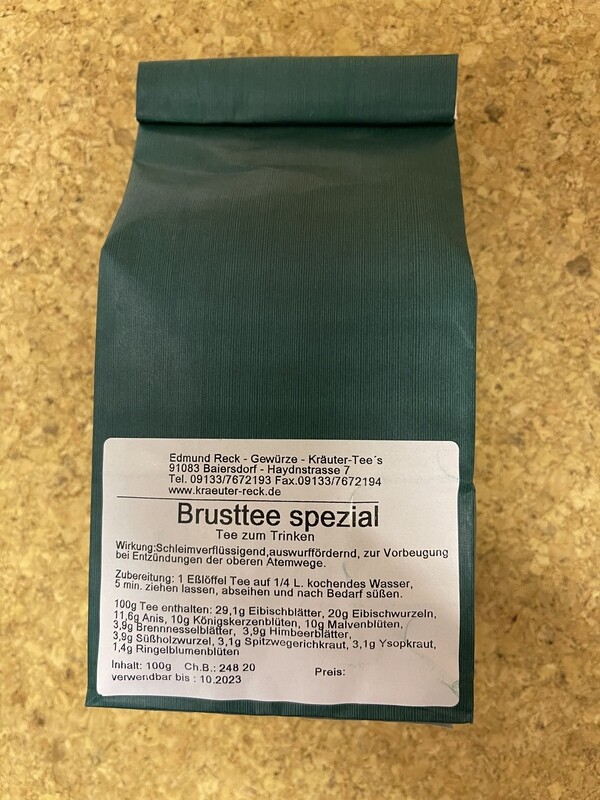 Edmund Reck - Gewürze - Kräuter-Tee´s
91083 Baiersdorf - Haydnstrasse 7
Tel. 09133/7672193 Fax.09133/7672194
www.kraeuter-reck.de
Brusttee spezial
Tee zum Trinken
Wirkung:Schleimverflüssigend,auswurffördernd, zur Vorbeugung
bei Entzündungen der oberen Atemwege.
Zubereitung: 1 Eßlöffel Tee auf 1/4 L. kochendes Wasser,
5 min. ziehen lassen, abseihen und nach Bedarf süßen.
100g Tee enthalten: 29,1g Eibischblätter, 20g Eibischwurzeln,
11,6g Anis, 10g Königskerzenblüten, 10g Malvenblüten,
3,9g Brennnesselblätter, 3,9g Himbeerblätter,
3,9g Süßholzwurzel, 3,1g Spitzwegerichkraut, 3,1g Ysopkraut,
1,4g Ringelblumenblüten
Inhalt: 100g Ch.B.: 248 20 Preis:
verwendbar bis : 10.2023